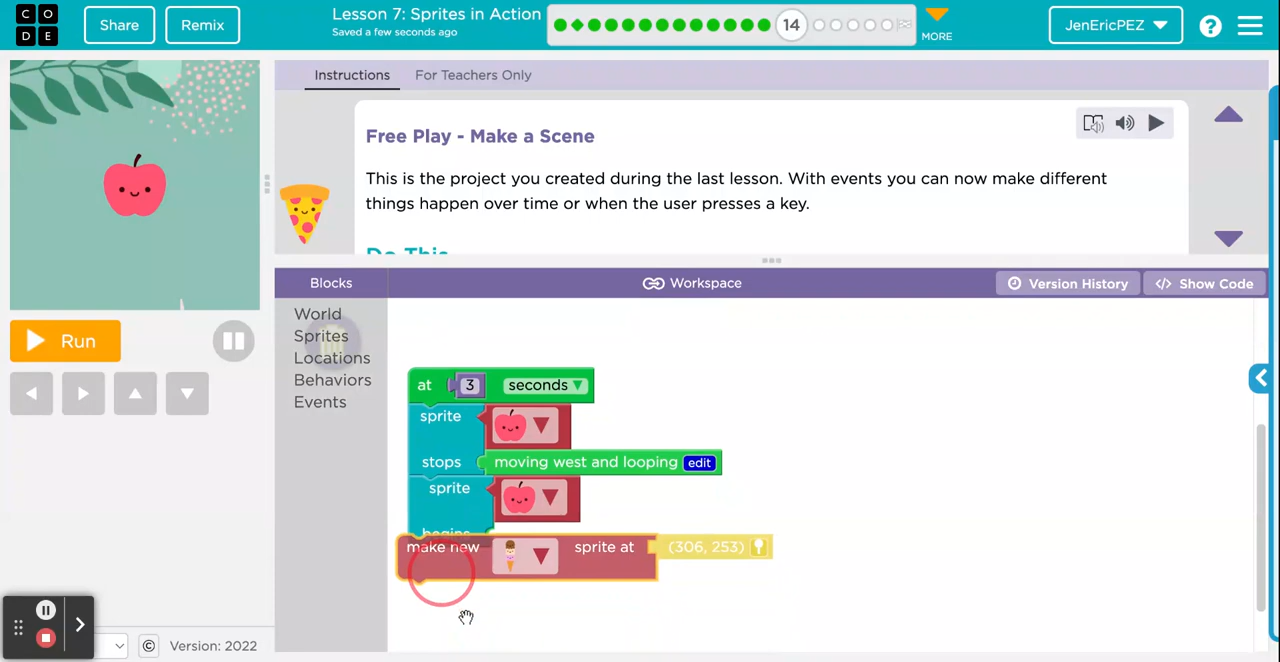 C O
D E
Share
Remix
Lesson 7: Sprites in Action
Saved a few seconds ago
14
MORE
JenEricPEZ
?
Instructions
For Teachers Only
Free Play - Make a Scene
This is the project you created during the last lesson. With events you can now make different
things happen over time or when the user presses a key.
Do This
Run
Blocks
Workspace
Version History
</> Show Code
World
Sprites
Locations
Behaviors
Events
at 3 seconds
sprite
stops moving west and looping edit
sprite
begins
make new sprite at (306, 253)
© Version: 2022